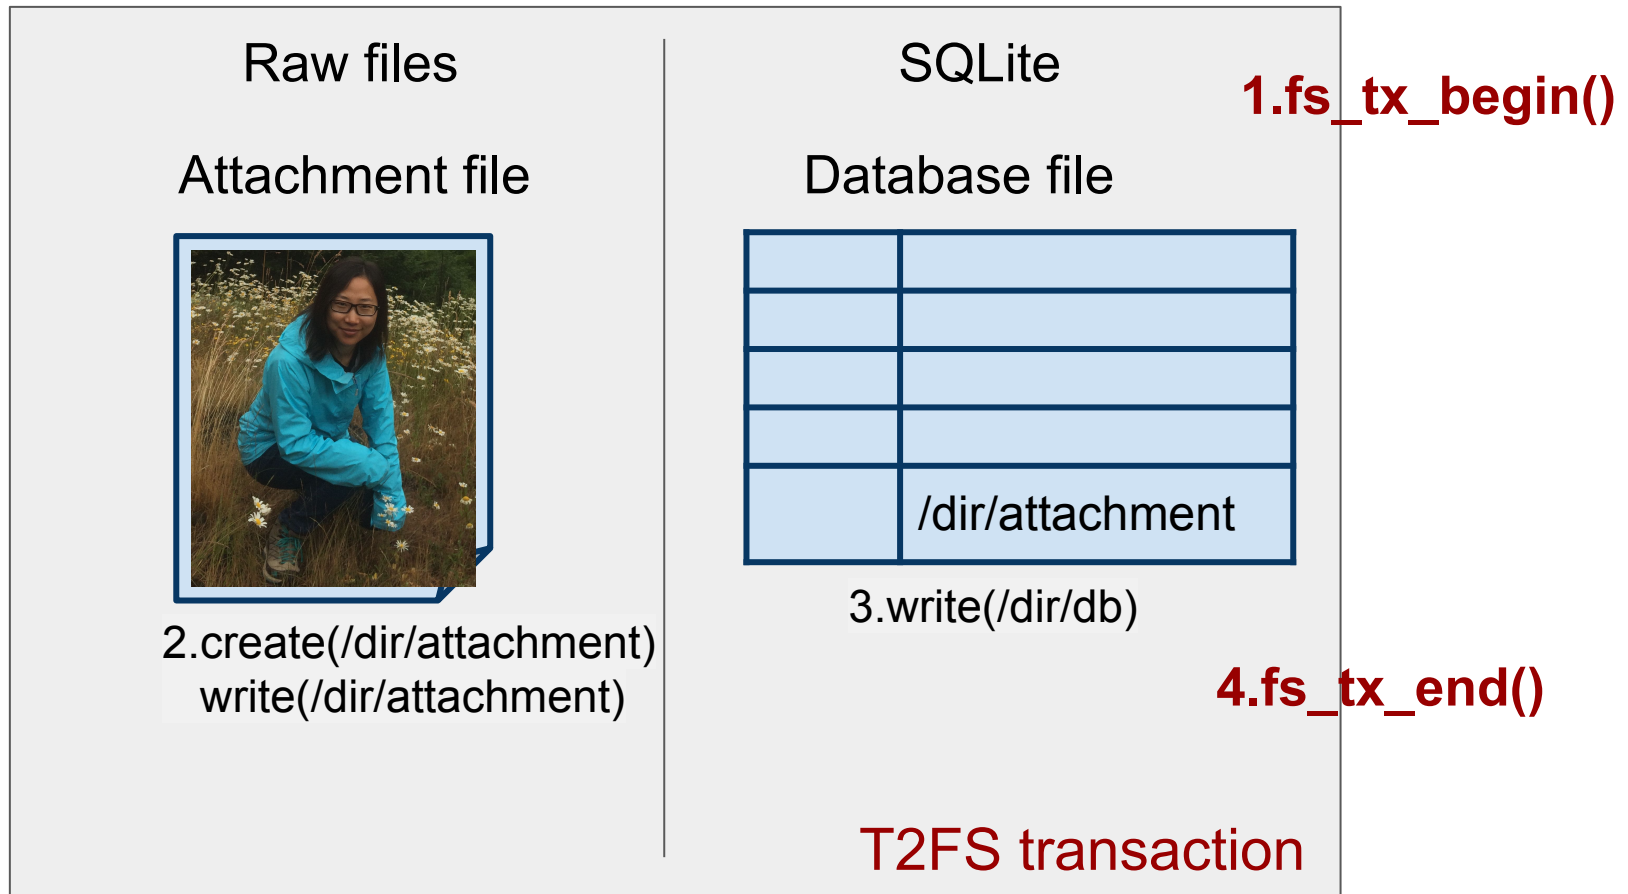 Raw files
SQLite
1.fs_tx_begin()
Attachment file
Database file
/dir/attachment
3.write(/dir/db)
2.create(/dir/attachment)
write(/dir/attachment)
4.fs_tx_end()
T2FS transaction